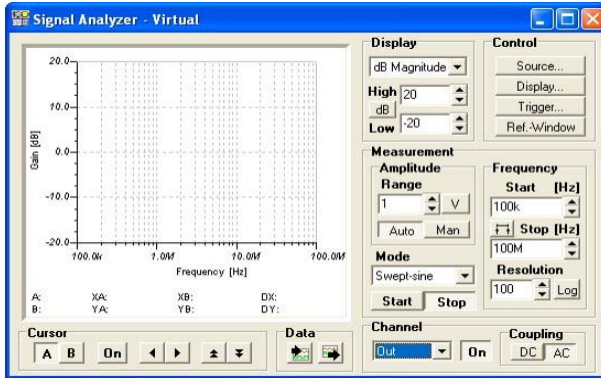 Signal Analyzer - Virtual
20.0
10.0
0.0
-10.0
-20.0
Gain [dB]
100.0k 1.0M 10.0M 100.0M
Frequency [Hz]
A: XA: XB: DX:
B: YA: YB: DY:
Cursor
A B On
Data
Display
dB Magnitude
High 20
dB
Low -20
Control
Source...
Display...
Trigger...
Ref.-Window
Measurement
Amplitude
Range
1 V
Auto Man
Mode
Swept-sine
Start Stop
Frequency
Start [Hz]
100k
Stop [Hz]
100M
Resolution
100 Log
Channel
Out On
Coupling
DC AC